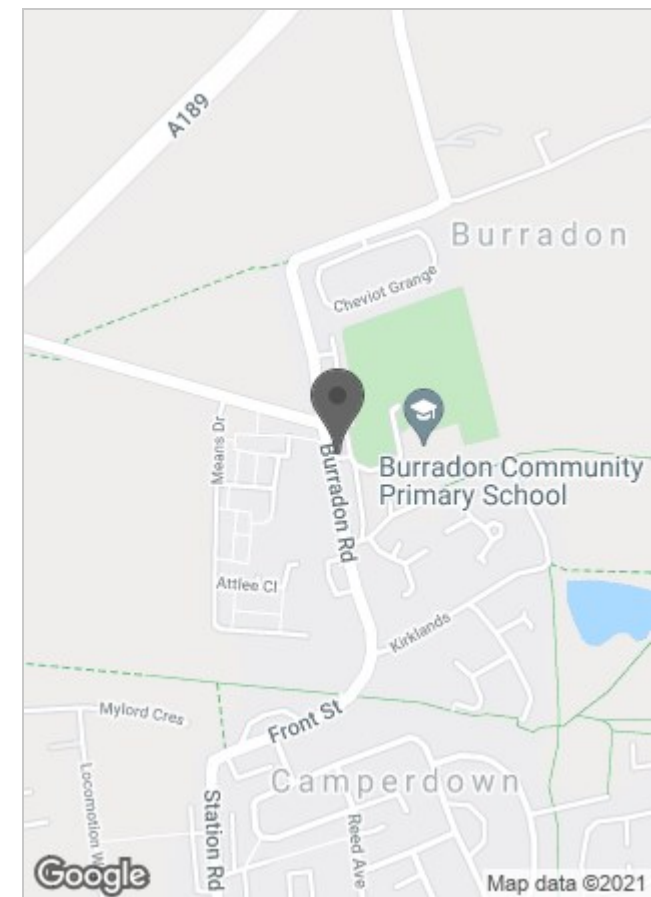 A189
Burradon
Cheviot Grange
Means Dr
Burradon Rd
Burradon Community
Primary School
Attlee Cl
Kirklands
Mylord Cres
Front St
Camperdown
Locomotion W
Station Rd
Reed Ave
Google
Map data ©2021